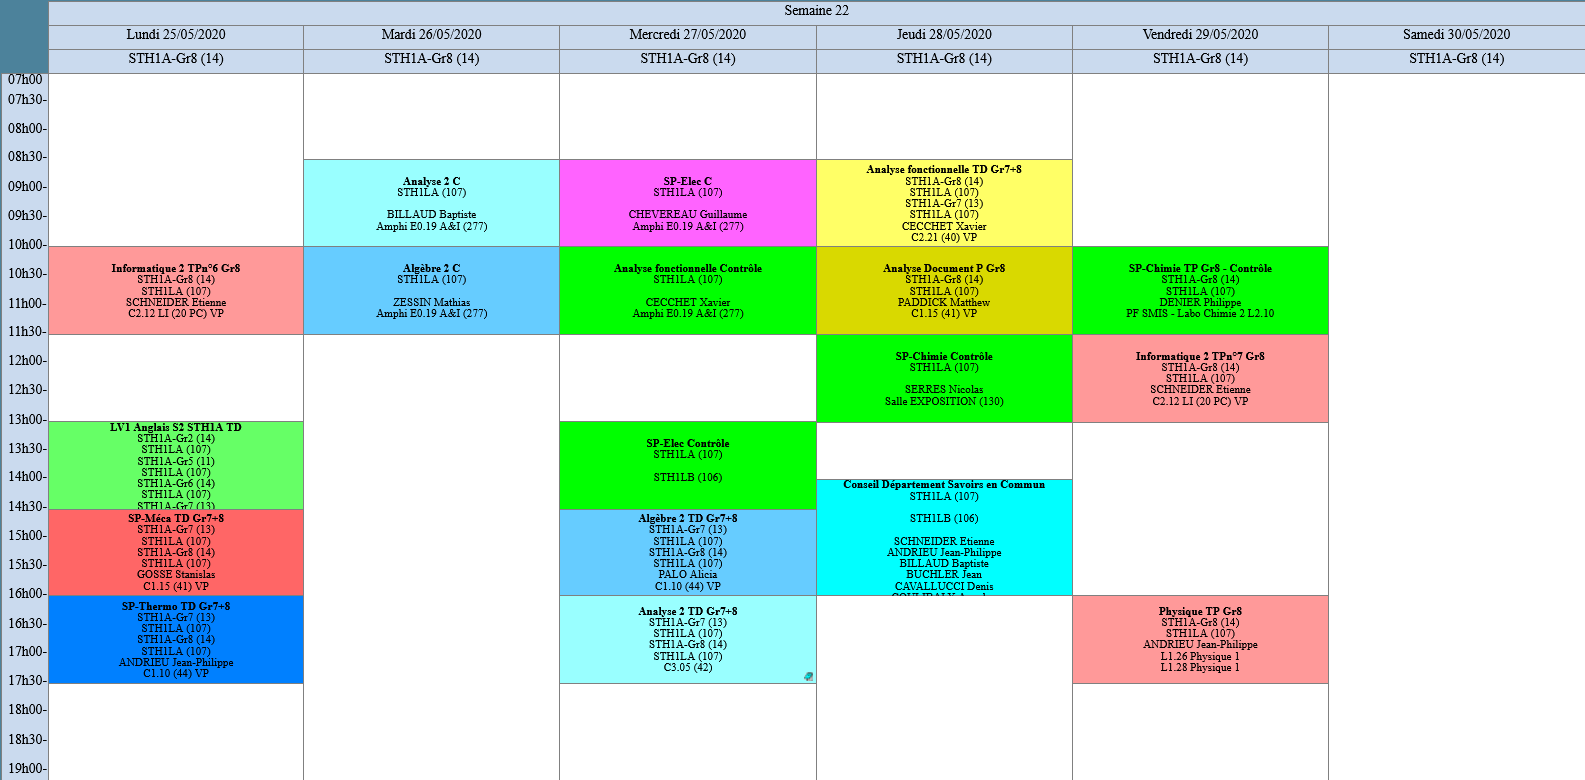 Semaine 22
Lundi 25/05/2020
Mardi 26/05/2020
Mercredi 27/05/2020
Jeudi 28/05/2020
Vendredi 29/05/2020
Samedi 30/05/2020
STH1A-Gr8 (14)
STH1A-Gr8 (14)
STH1A-Gr8 (14)
STH1A-Gr8 (14)
STH1A-Gr8 (14)
STH1A-Gr8 (14)
07h00
07h30-
08h00-
08h30-
09h00-
09h30-
10h00-
10h30-
11h00-
11h30-
12h00-
12h30-
13h00-
13h30-
14h00-
14h30-
15h00-
15h30-
16h00-
16h30-
17h00-
17h30-
18h00-
18h30-
19h00-
Informatique 2 TPn°6 Gr8
STH1A-Gr8 (14)
STH1LA (107)
SCHNEIDER Etienne
C2.12 LI (20 PC) VP
LV1 Anglais S2 STH1A TD
STH1A-Gr2 (14)
STH1LA (107)
STH1A-Gr5 (11)
STH1LA (107)
STH1A-Gr6 (14)
STH1LA (107)
STH1A-Gr7 (13)
SP-Méca TD Gr7+8
STH1A-Gr7 (13)
STH1LA (107)
STH1A-Gr8 (14)
STH1LA (107)
GOSSE Stanislas
C1.15 (41) VP
SP-Thermo TD Gr7+8
STH1A-Gr7 (13)
STH1LA (107)
STH1A-Gr8 (14)
STH1LA (107)
ANDRIEU Jean-Philippe
C1.10 (44) VP
Analyse 2 C
STH1LA (107)
BILLAUD Baptiste
Amphi E0.19 A&I (277)
Algèbre 2 C
STH1LA (107)
ZESSIN Mathias
Amphi E0.19 A&I (277)
SP-Elec C
STH1LA (107)
CHEVEREAU Guillaume
Amphi E0.19 A&I (277)
Analyse fonctionnelle Contrôle
STH1LA (107)
CECCHET Xavier
Amphi E0.19 A&I (277)
SP-Elec Contrôle
STH1LA (107)
STH1LB (106)
Algèbre 2 TD Gr7+8
STH1A-Gr7 (13)
STH1LA (107)
STH1A-Gr8 (14)
STH1LA (107)
PALO Alicia
C1.10 (44) VP
Analyse 2 TD Gr7+8
STH1A-Gr7 (13)
STH1LA (107)
STH1A-Gr8 (14)
STH1LA (107)
C3.05 (42)
Analyse fonctionnelle TD Gr7+8
STH1A-Gr8 (14)
STH1LA (107)
STH1A-Gr7 (13)
STH1LA (107)
CECCHET Xavier
C2.21 (40) VP
Analyse Document P Gr8
STH1A-Gr8 (14)
STH1LA (107)
PADDICK Matthew
C1.15 (41) VP
SP-Chimie Contrôle
STH1LA (107)
SERRES Nicolas
Salle EXPOSITION (130)
Conseil Département Savoirs en Commun
STH1LA (107)
STH1LB (106)
SCHNEIDER Etienne
ANDRIEU Jean-Philippe
BILLAUD Baptiste
BUCHLER Jean
CAVALLUCCI Denis
SP-Chimie TP Gr8 - Contrôle
STH1A-Gr8 (14)
STH1LA (107)
DENIER Philippe
PF SMIS - Labo Chimie 2 L2.10
Informatique 2 TPn°7 Gr8
STH1A-Gr8 (14)
STH1LA (107)
SCHNEIDER Etienne
C2.12 LI (20 PC) VP
Physique TP Gr8
STH1A-Gr8 (14)
STH1LA (107)
ANDRIEU Jean-Philippe
L1.26 Physique 1
L1.28 Physique 1